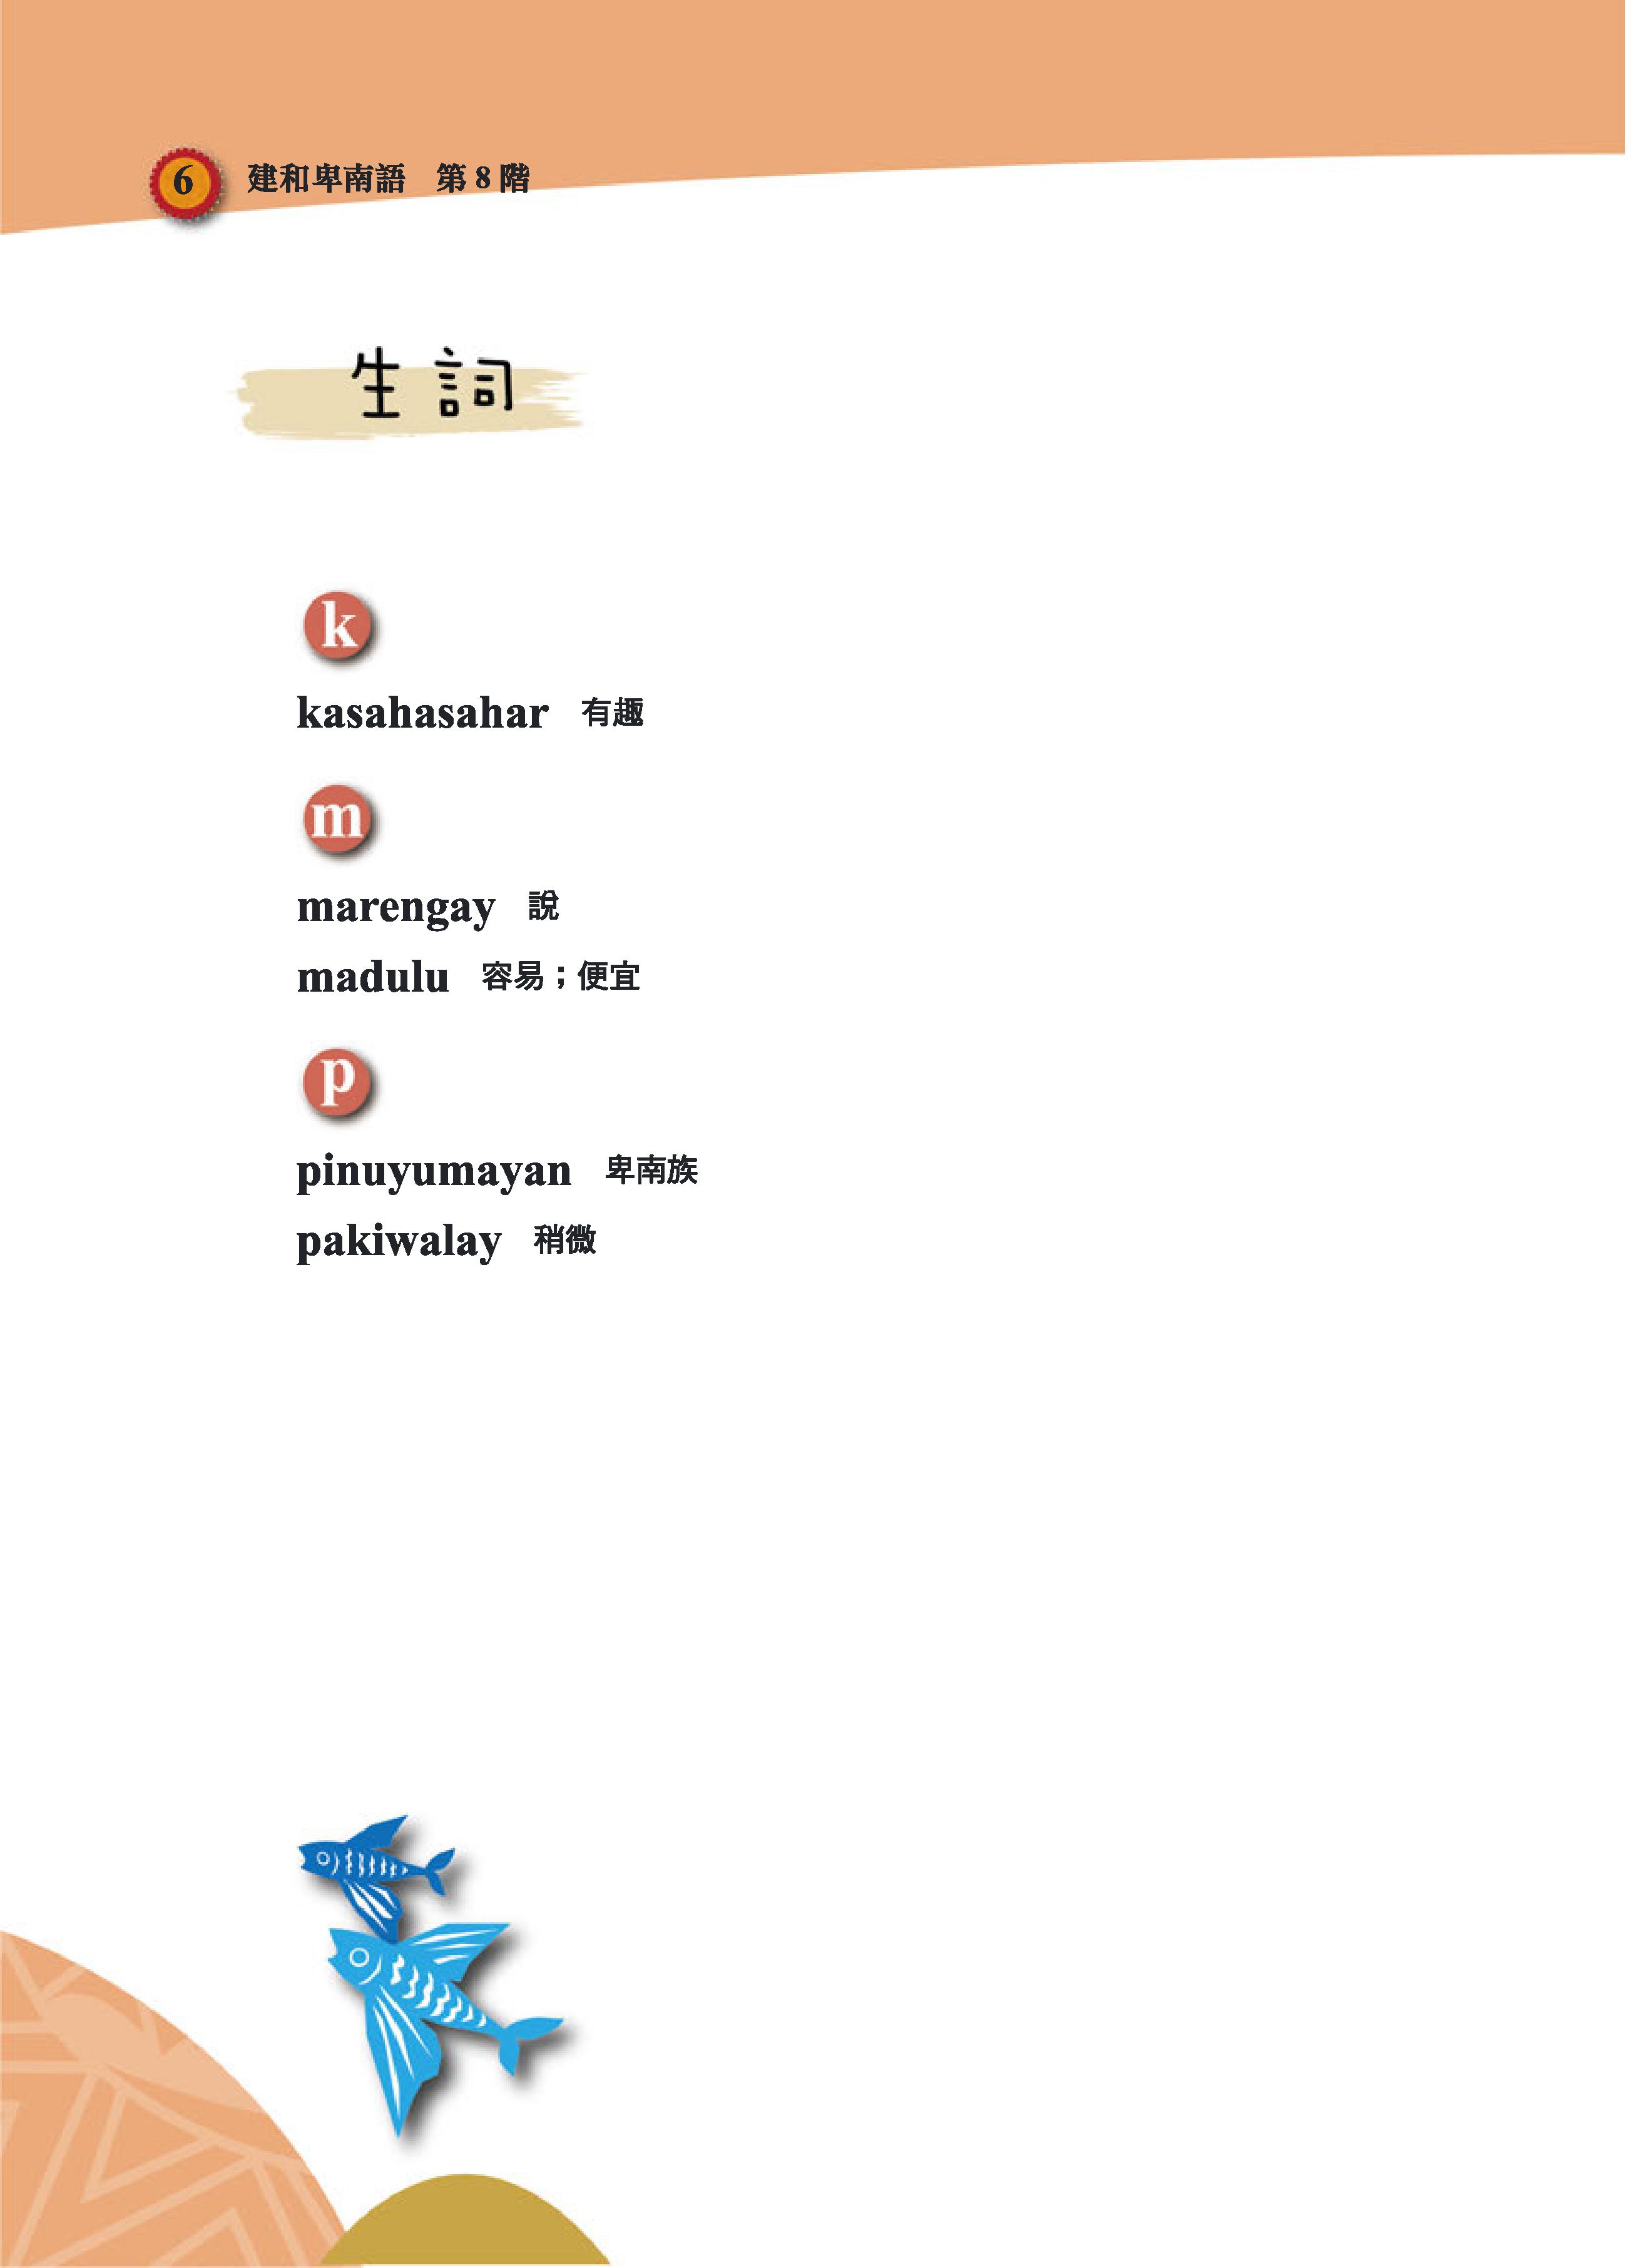 6 建和卑南語 第8階
生詞
k
kasahasahar 有趣
m
marengay 說
madulu 容易；便宜
p
pinuyumayan 卑南族
pakiwalay 稍微